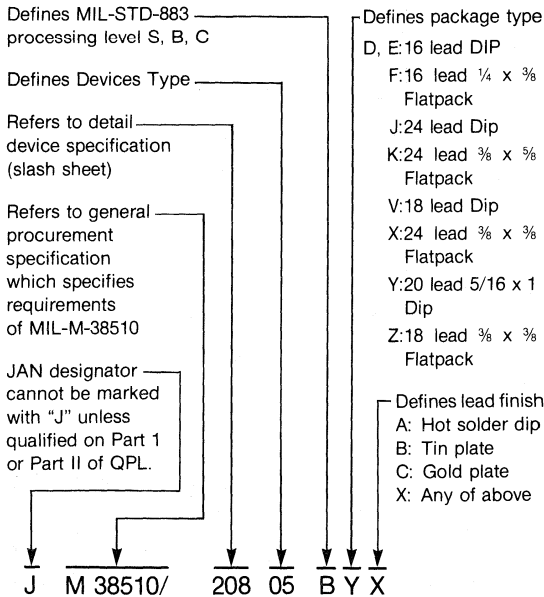 Defines MIL-STD-883
processing level S, B, C
Defines Devices Type
Refers to detail
device specification
(slash sheet)
Refers to general
procurement
specification
which specifies
requirements
of MIL-M-38510
JAN designator
cannot be marked
with “J” unless
qualified on Part 1
or Part II of QPL.
Defines package type
D, E:16 lead DIP
F:16 lead ¼ x ⅜
Flatpack
J:24 lead Dip
K:24 lead ⅜ x ⅝
Flatpack
V:18 lead Dip
X:24 lead ⅜ x ⅜
Flatpack
Y:20 lead 5/16 x 1
Dip
Z:18 lead ⅜ x ⅜
Flatpack
Defines lead finish
A: Hot solder dip
B: Tin plate
C: Gold plate
X: Any of above
J M 38510/ 208 05 B Y X